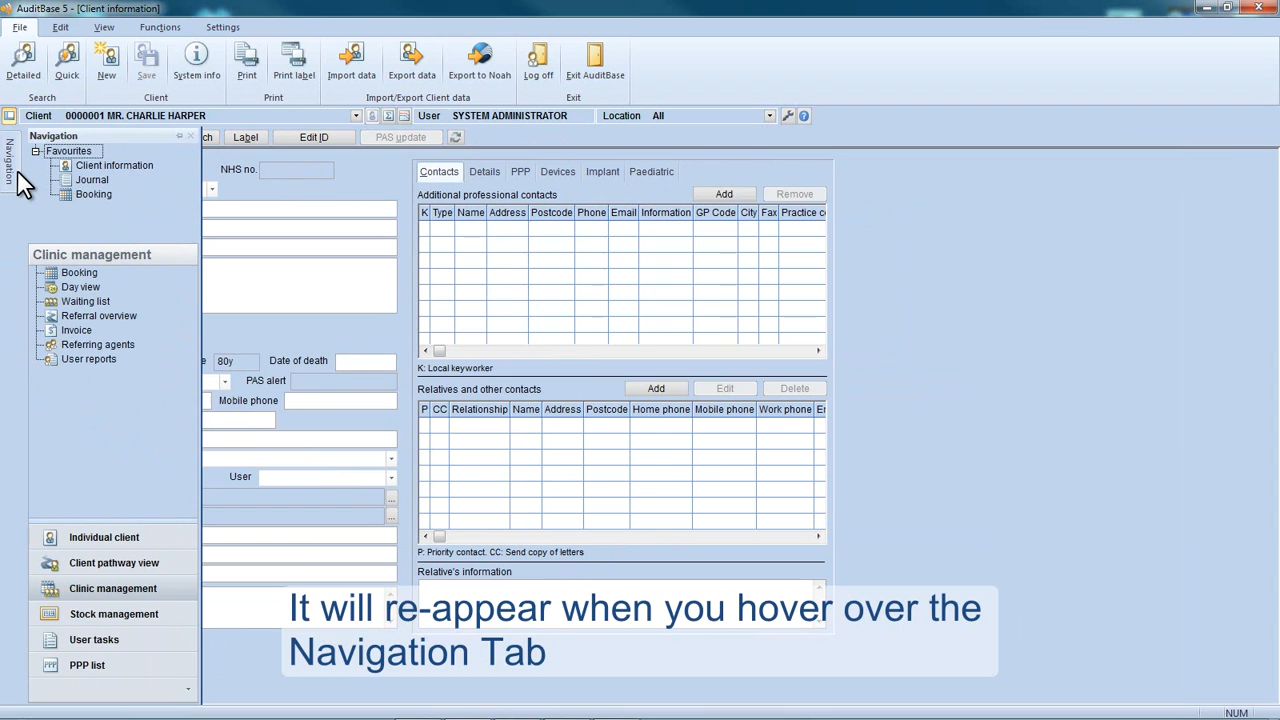 AuditBase 5 - [Client information]
File Edit View Functions Settings
Detailed Quick New Save System info Print Print label Import data Export data Export to Noah Log off Exit AuditBase
Search Client Print Import/Export Client data Exit
Client 0000001 MR. CHARLIE HARPER User SYSTEM ADMINISTRATOR Location All
Navigation
Navigation
Favourites
Client information
Journal
Booking
Clinic management
Booking
Day view
Waiting list
Referral overview
Invoice
Referring agents
User reports
Individual client
Client pathway view
Clinic management
Stock management
User tasks
PPP list
ch Label Edit ID PAS update
NHS no.
80y Date of death
PAS alert
Mobile phone
User
Contacts Details PPP Devices Implant Paediatric
Additional professional contacts Add Remove
K Type Name Address Postcode Phone Email Information GP Code City Fax Practice c
K: Local keyworker
Relatives and other contacts Add Edit Delete
P CC Relationship Name Address Postcode Home phone Mobile phone Work phone
P: Priority contact. CC: Send copy of letters
Relative's information
It will re-appear when you hover over the
Navigation Tab
NUM